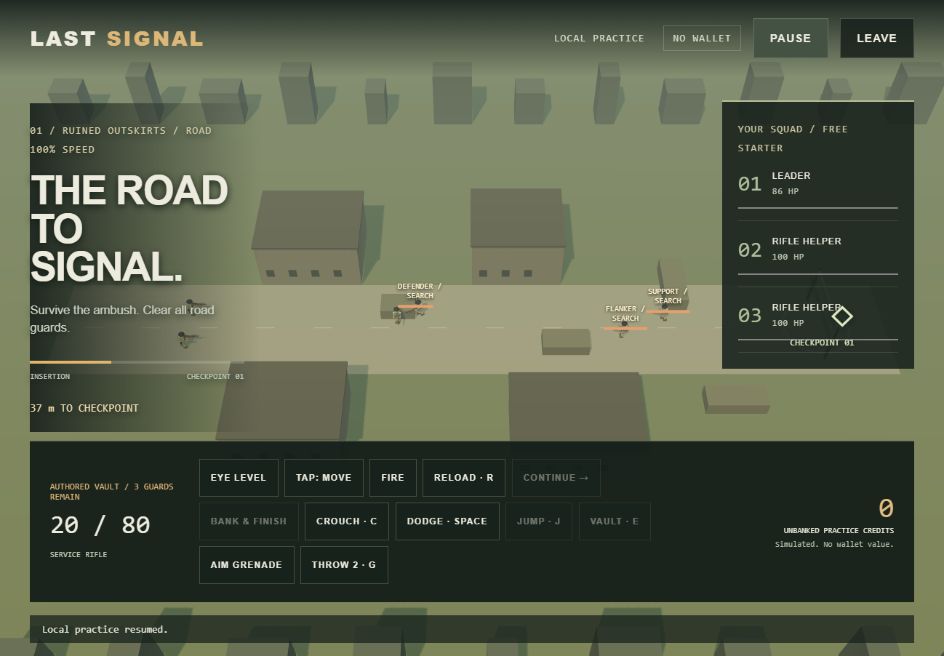 LAST SIGNAL
LOCAL PRACTICE
NO WALLET
PAUSE
LEAVE
01 / RUINED OUTSKIRTS / ROAD
100% SPEED
THE ROAD
TO
SIGNAL.
Survive the ambush. Clear all road
guards.
INSERTION
CHECKPOINT 01
37 m TO CHECKPOINT
DEFENDER /
SEARCH
FLANKER /
SEARCH
SUPPORT /
SEARCH
YOUR SQUAD / FREE
STARTER
01
LEADER
86 HP
02
RIFLE HELPER
100 HP
03
RIFLE HELPER
100 HP
CHECKPOINT 01
AUTHORED VAULT / 3 GUARDS
REMAIN
20 / 80
SERVICE RIFLE
EYE LEVEL
TAP: MOVE
FIRE
RELOAD · R
CONTINUE →
BANK & FINISH
CROUCH · C
DODGE · SPACE
JUMP · J
VAULT · E
AIM GRENADE
THROW 2 · G
0
UNBANKED PRACTICE CREDITS
Simulated. No wallet value.
Local practice resumed.